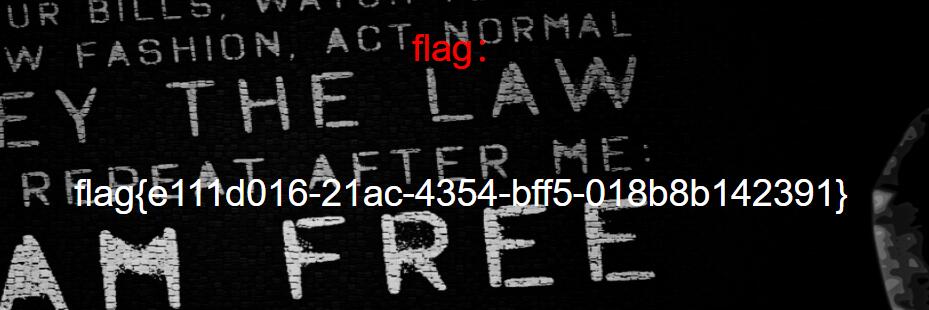 UR BILLS, WATCH
W FASHION, ACT NORMAL
flag:
EY THE LAW
REPEAT AFTER ME:
flag{e111d016-21ac-4354-bff5-018b8b142391}
AM FREE